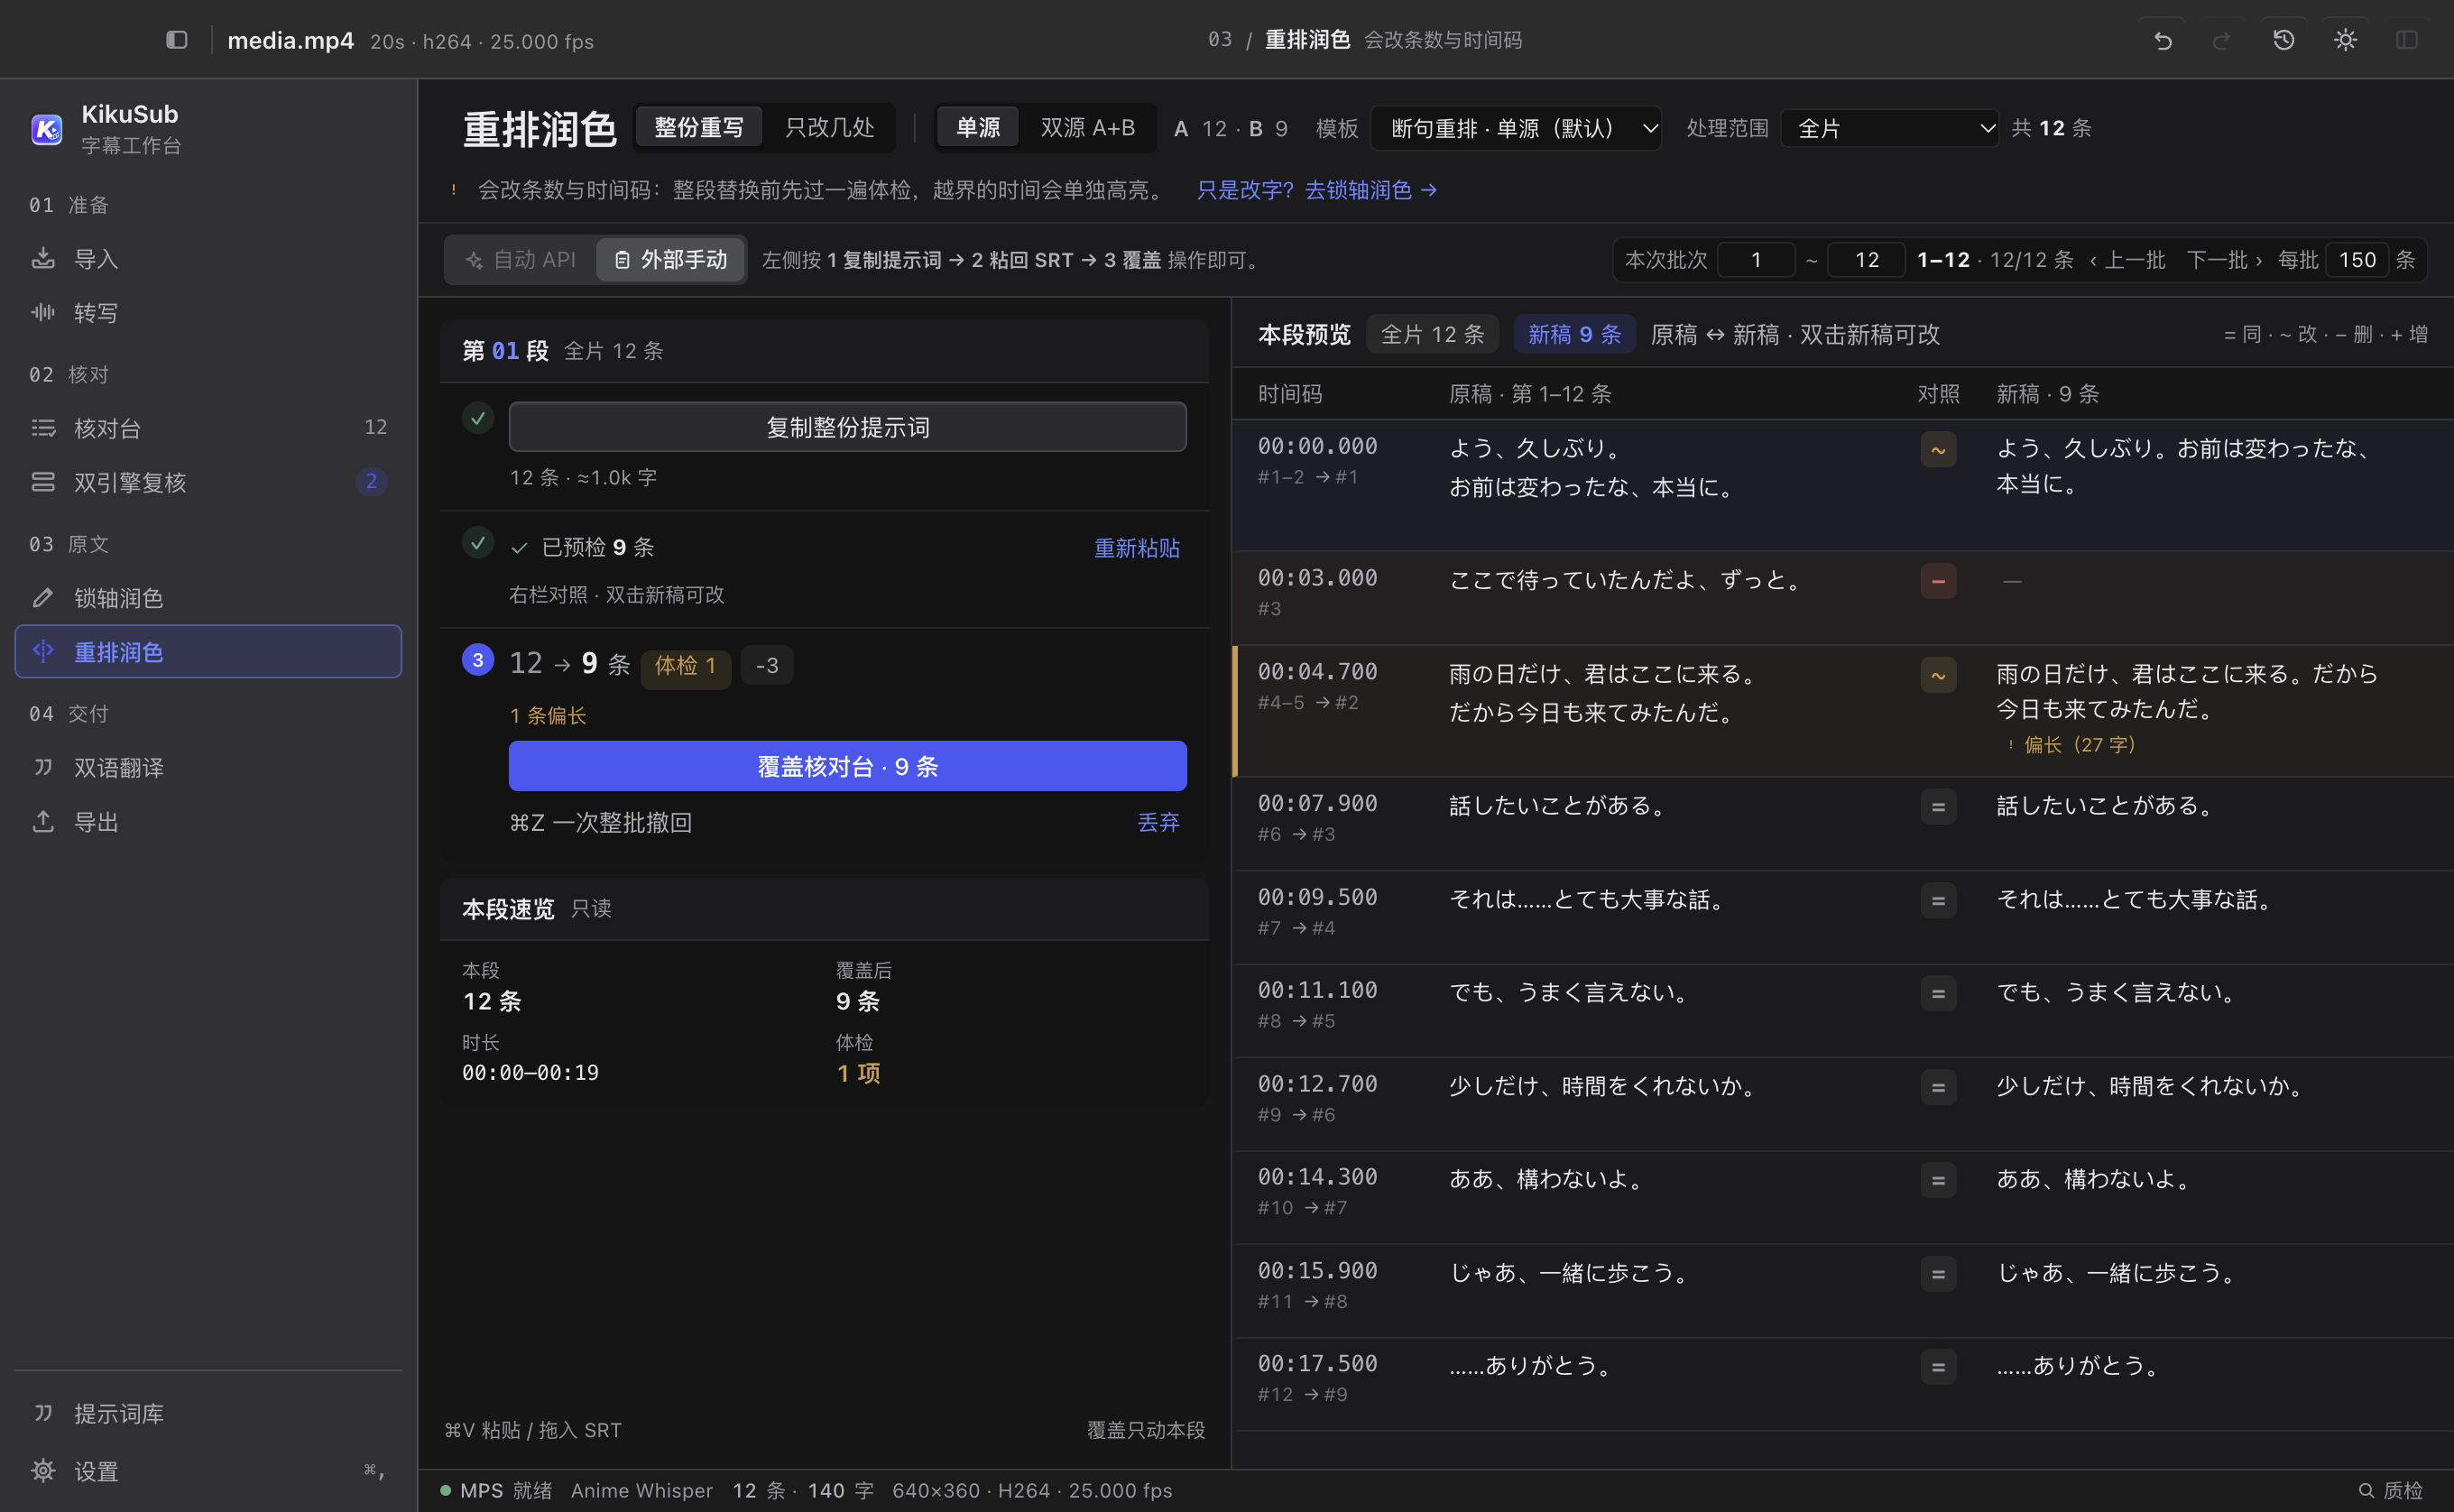 media.mp4 20s · h264 · 25.000 fps
03 / 重排润色 会改条数与时间码
KikuSub
字幕工作台
01 准备
导入
转写
02 核对
核对台 12
双引擎复核 2
03 原文
锁轴润色
重排润色
04 交付
双语翻译
导出
提示词库
设置 ⌘,
重排润色 整份重写 只改几处 单源 双源 A+B A 12 · B 9 模板 断句重排 · 单源（默认） 处理范围 全片 共 12 条
! 会改条数与时间码：整段替换前先过一遍体检，越界的时间会单独高亮。 只是改字？去锁轴润色 →
自动 API 外部手动 左侧按 1 复制提示词 → 2 粘回 SRT → 3 覆盖 操作即可。
本次批次 1 ~ 12 1–12 · 12/12 条 ‹ 上一批 下一批 › 每批 150 条
第 01 段 全片 12 条
复制整份提示词
12 条 · ≈1.0k 字
✓ 已预检 9 条 重新粘贴
右栏对照 · 双击新稿可改
3 12 → 9 条 体检 1 -3
1 条偏长
覆盖核对台 · 9 条
⌘Z 一次整批撤回 丢弃
本段速览 只读
本段 覆盖后
12 条 9 条
时长 体检
00:00–00:19 1 项
⌘V 粘贴 / 拖入 SRT 覆盖只动本段
本段预览 全片 12 条 新稿 9 条 原稿 ↔ 新稿 · 双击新稿可改 = 同 · ~ 改 · − 删 · + 增
时间码 原稿 · 第 1–12 条 对照 新稿 · 9 条
00:00.000 よう、久しぶり。 ~ よう、久しぶり。お前は変わったな、
#1–2 →#1 お前は変わったな、本当に。 本当に。
00:03.000 ここで待っていたんだよ、ずっと。 − —
#3
00:04.700 雨の日だけ、君はここに来る。 ~ 雨の日だけ、君はここに来る。だから
#4–5 →#2 だから今日も来てみたんだ。 今日も来てみたんだ。
! 偏长（27 字）
00:07.900 話したいことがある。 = 話したいことがある。
#6 →#3
00:09.500 それは……とても大事な話。 = それは……とても大事な話。
#7 →#4
00:11.100 でも、うまく言えない。 = でも、うまく言えない。
#8 →#5
00:12.700 少しだけ、時間をくれないか。 = 少しだけ、時間をくれないか。
#9 →#6
00:14.300 ああ、構わないよ。 = ああ、構わないよ。
#10 →#7
00:15.900 じゃあ、一緒に歩こう。 = じゃあ、一緒に歩こう。
#11 →#8
00:17.500 ……ありがとう。 = ……ありがとう。
#12 →#9
MPS 就绪 Anime Whisper 12 条 · 140 字 640×360 · H264 · 25.000 fps 质检